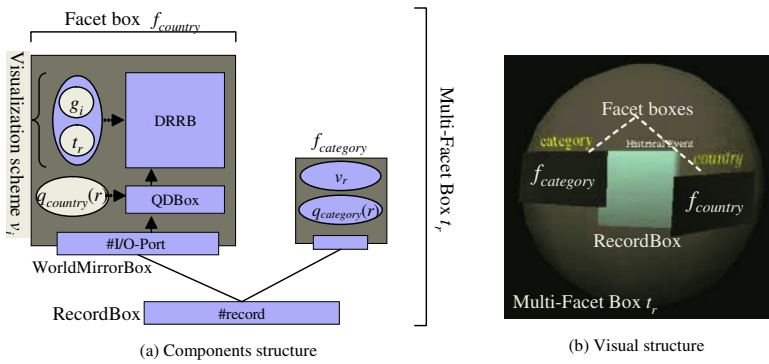 Facet box f_country
Visualization scheme v_i
g_i
t_r
DRRB
q_country(r)
QDBox
#I/O-Port
WorldMirrorBox
f_category
v_r
q_category(r)
RecordBox
#record
Multi-Facet Box t_r
(a) Components structure
Facet boxes
category
Histrical Event
country
f_category
f_country
RecordBox
Multi-Facet Box t_r
(b) Visual structure